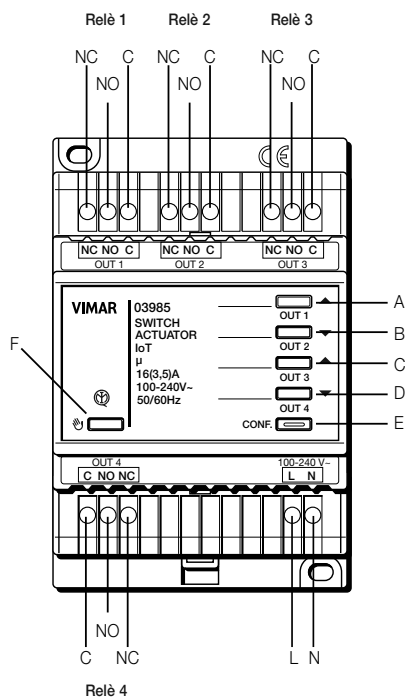 Relè 1 Relè 2 Relè 3
NC C NC C NC C
NO NO NO
CE
NC NO C NC NO C NC NO C
OUT 1 OUT 2 OUT 3
VIMAR
03985
SWITCH
ACTUATOR
IoT
µ
16(3,5)A
100-240V~
50/60Hz
OUT 1
OUT 2
OUT 3
OUT 4
CONF.
A
B
C
D
E
F
OUT 4 100-240 V~
C NO NC L N
NO
C NC L N
Relè 4